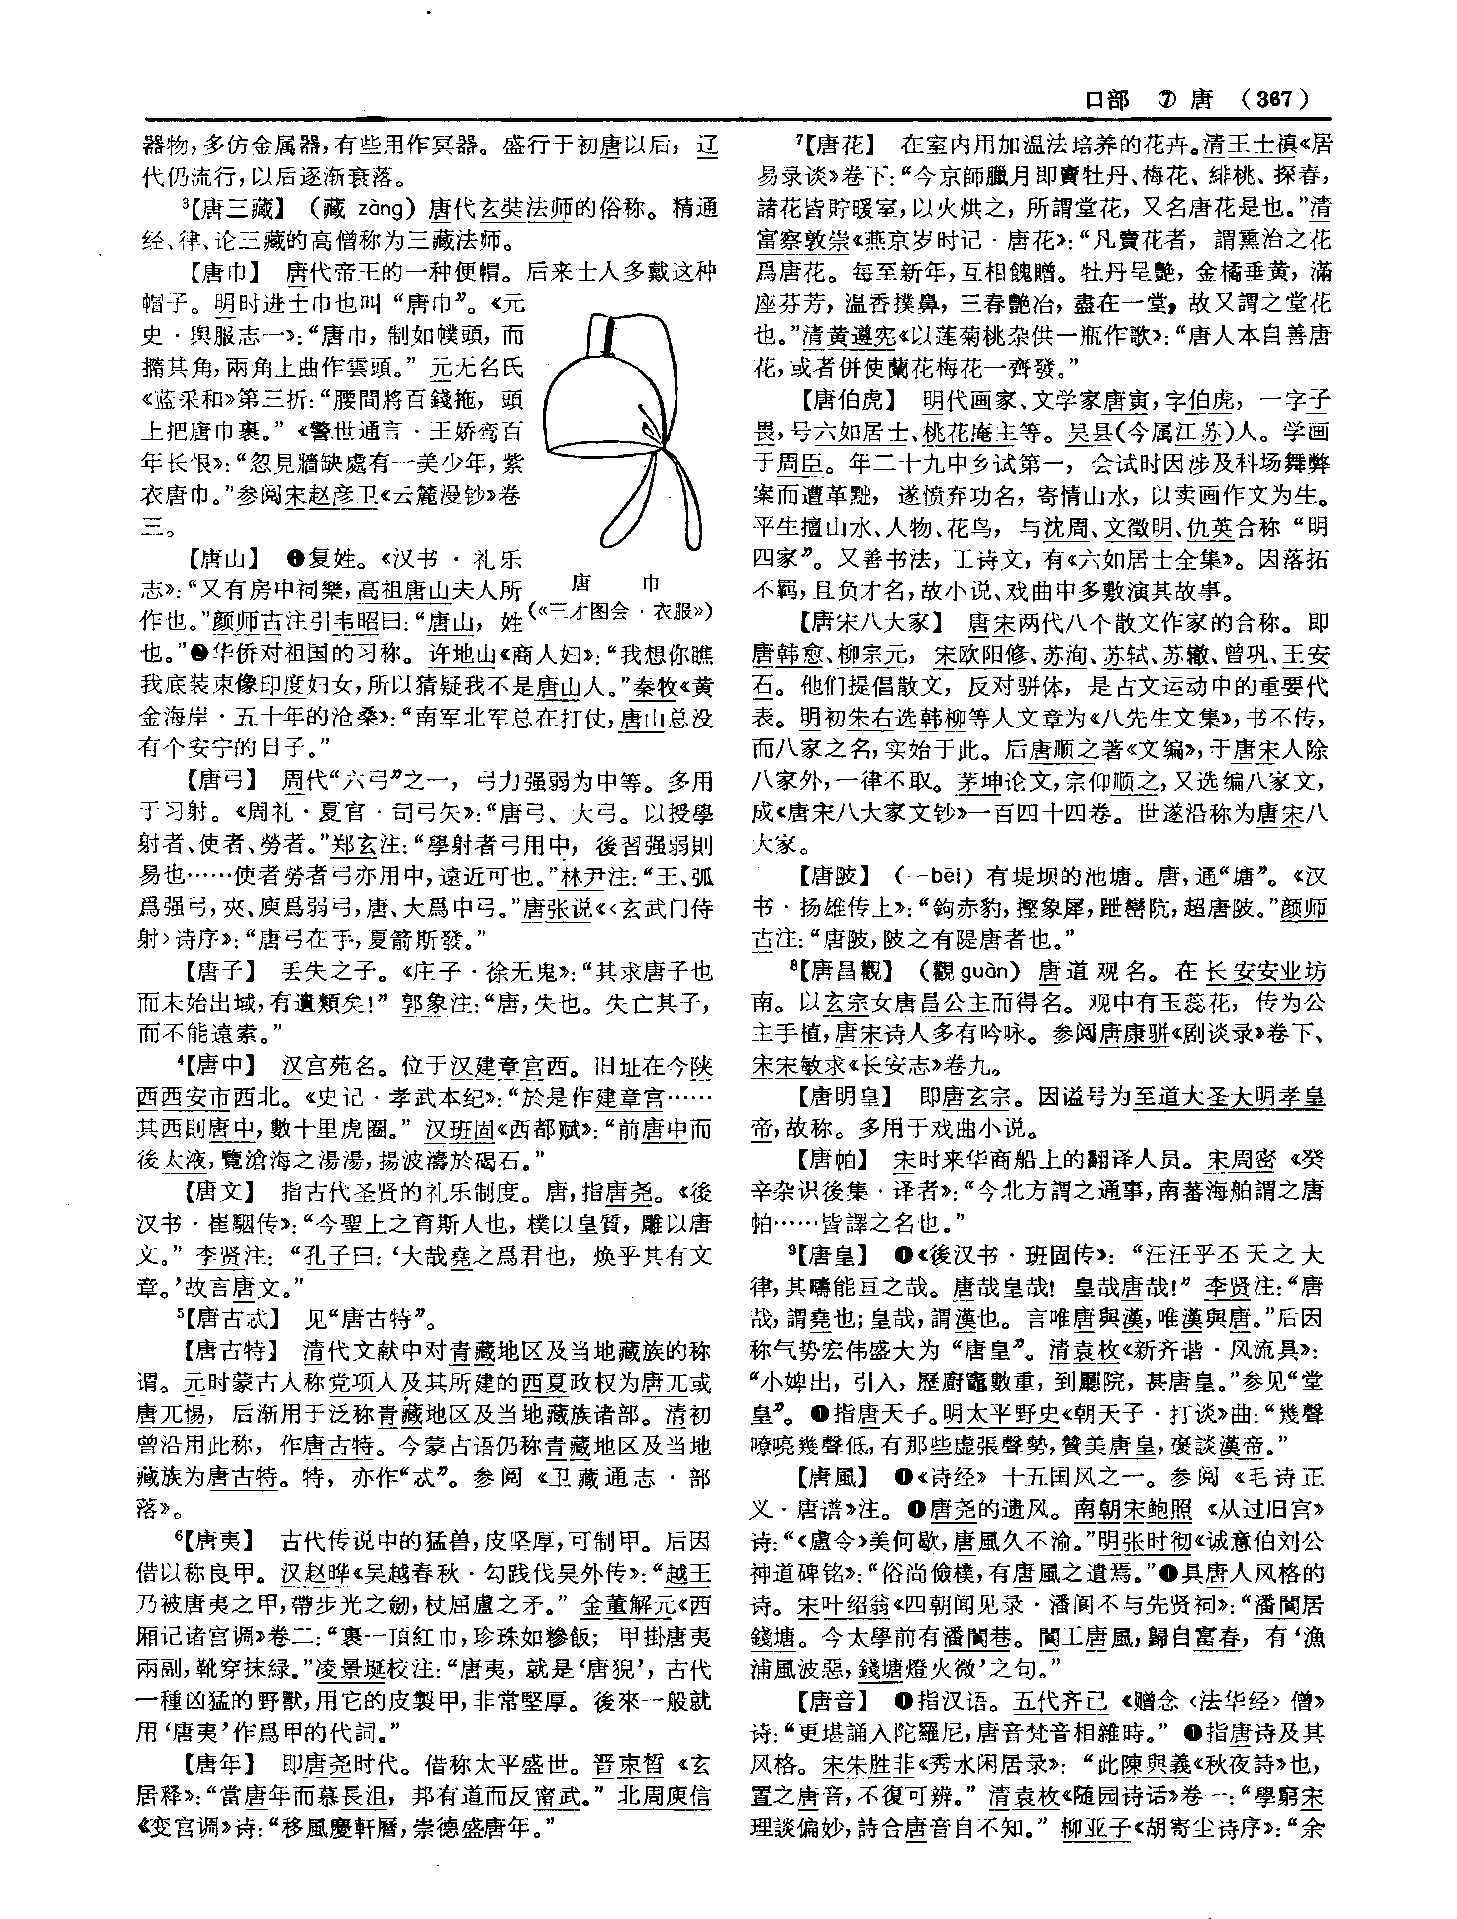 口部 ⑦ 唐 （367）
器物，多仿金属器，有些用作冥器。盛行于初唐以后，辽
代仍流行，以后逐渐衰落。
³【唐三藏】（藏 zàng）唐代玄奘法师的俗称。精通
经、律、论三藏的高僧称为三藏法师。
【唐巾】 唐代帝王的一种便帽。后来士人多戴这种
帽子。明时进士巾也叫“唐巾”。《元
史·舆服志一》：“唐巾，制如幞頭，而
撱其角，兩角上曲作雲頭。”元无名氏
《蓝采和》第三折：“腰間將百錢拖，頭
上把唐巾裹。”《警世通言·王娇鸾百
年长恨》：“忽見牆缺處有一美少年，紫
衣唐巾。”参阅宋赵彦卫《云麓漫钞》卷
三。
唐 巾
（《三才图会·衣服》）
【唐山】 ❶复姓。《汉书·礼乐
志》：“又有房中祠樂，高祖唐山夫人所
作也。”颜师古注引韦昭曰：“唐山，姓
也。”❷华侨对祖国的习称。许地山《商人妇》：“我想你瞧
我底装束像印度妇女，所以猜疑我不是唐山人。”秦牧《黄
金海岸·五十年的沧桑》：“南军北军总在打仗，唐山总没
有个安宁的日子。”
【唐弓】 周代“六弓”之一，弓力强弱为中等。多用
于习射。《周礼·夏官·司弓矢》：“唐弓、大弓。以授學
射者、使者、勞者。”郑玄注：“學射者弓用中，後習强弱則
易也……使者勞者弓亦用中，遠近可也。”林尹注：“王、弧
爲强弓，夾、庾爲弱弓，唐、大爲中弓。”唐张说《〈玄武门侍
射〉诗序》：“唐弓在手，夏箭斯發。”
【唐子】 丢失之子。《庄子·徐无鬼》：“其求唐子也
而未始出域，有遺類矣！”郭象注：“唐，失也。失亡其子，
而不能遠索。”
⁴【唐中】 汉宫苑名。位于汉建章宫西。旧址在今陕
西西安市西北。《史记·孝武本纪》：“於是作建章宫……
其西則唐中，數十里虎圈。”汉班固《西都赋》：“前唐中而
後太液，覽滄海之湯湯，揚波濤於碣石。”
【唐文】 指古代圣贤的礼乐制度。唐，指唐尧。《後
汉书·崔駰传》：“今聖上之育斯人也，樸以皇質，雕以唐
文。”李贤注：“孔子曰：‘大哉堯之爲君也，焕乎其有文
章。’故言唐文。”
⁵【唐古忒】 见“唐古特”。
【唐古特】 清代文献中对青藏地区及当地藏族的称
谓。元时蒙古人称党项人及其所建的西夏政权为唐兀或
唐兀惕，后渐用于泛称青藏地区及当地藏族诸部。清初
曾沿用此称，作唐古特。今蒙古语仍称青藏地区及当地
藏族为唐古特。特，亦作“忒”。参阅《卫藏通志·部
落》。
⁶【唐夷】 古代传说中的猛兽，皮坚厚，可制甲。后因
借以称良甲。汉赵晔《吴越春秋·勾践伐吴外传》：“越王
乃被唐夷之甲，帶步光之劒，杖屈盧之矛。”金董解元《西
厢记诸宫调》卷二：“裹一頂紅巾，珍珠如糝飯；甲掛唐夷
兩副，靴穿抹緑。”凌景埏校注：“唐夷，就是‘唐猊’，古代
一種凶猛的野獸，用它的皮製甲，非常堅厚。後來一般就
用‘唐夷’作爲甲的代詞。”
【唐年】 即唐尧时代。借称太平盛世。晋束皙《玄
居释》：“當唐年而慕長沮，邦有道而反甯武。”北周庾信
《变宫调》诗：“移風慶軒曆，崇德盛唐年。”
⁷【唐花】 在室内用加温法培养的花卉。清王士禛《居
易录谈》卷下：“今京師臘月即賣牡丹、梅花、緋桃、探春，
諸花皆貯暖室，以火烘之，所謂堂花，又名唐花是也。”清
富察敦崇《燕京岁时记·唐花》：“凡賣花者，謂熏治之花
爲唐花。每至新年，互相餽贈。牡丹呈艷，金橘垂黄，滿
座芬芳，温香撲鼻，三春艷冶，盡在一堂，故又謂之堂花
也。”清黄遵宪《以莲菊桃杂供一瓶作歌》：“唐人本自善唐
花，或者併使蘭花梅花一齊發。”
【唐伯虎】 明代画家、文学家唐寅，字伯虎，一字子
畏，号六如居士、桃花庵主等。吴县（今属江苏）人。学画
于周臣。年二十九中乡试第一，会试时因涉及科场舞弊
案而遭革黜，遂愤弃功名，寄情山水，以卖画作文为生。
平生擅山水、人物、花鸟，与沈周、文徵明、仇英合称“明
四家”。又善书法，工诗文，有《六如居士全集》。因落拓
不羁，且负才名，故小说、戏曲中多敷演其故事。
【唐宋八大家】 唐宋两代八个散文作家的合称。即
唐韩愈、柳宗元，宋欧阳修、苏洵、苏轼、苏辙、曾巩、王安
石。他们提倡散文，反对骈体，是古文运动中的重要代
表。明初朱右选韩柳等人文章为《八先生文集》，书不传，
而八家之名，实始于此。后唐顺之著《文编》，于唐宋人除
八家外，一律不取。茅坤论文，宗仰顺之，又选编八家文，
成《唐宋八大家文钞》一百四十四卷。世遂沿称为唐宋八
大家。
【唐陂】（－bēi）有堤坝的池塘。唐，通“塘”。《汉
书·扬雄传上》：“鉤赤豹，摼象犀，跇巒阬，超唐陂。”颜师
古注：“唐陂，陂之有隄唐者也。”
⁸【唐昌觀】（觀 guàn）唐道观名。在长安安业坊
南。以玄宗女唐昌公主而得名。观中有玉蕊花，传为公
主手植，唐宋诗人多有吟咏。参阅唐康骈《剧谈录》卷下、
宋宋敏求《长安志》卷九。
【唐明皇】 即唐玄宗。因谥号为至道大圣大明孝皇
帝，故称。多用于戏曲小说。
【唐帕】 宋时来华商船上的翻译人员。宋周密《癸
辛杂识後集·译者》：“今北方謂之通事，南蕃海舶謂之唐
帕……皆譯之名也。”
⁹【唐皇】 ❶《後汉书·班固传》：“汪汪乎丕天之大
律，其疇能亘之哉。唐哉皇哉！皇哉唐哉！”李贤注：“唐
哉，謂堯也；皇哉，謂漢也。言唯唐與漢，唯漢與唐。”后因
称气势宏伟盛大为“唐皇”。清袁枚《新齐谐·风流具》：
“小婢出，引入，歷廚竈數重，到廳院，甚唐皇。”参见“堂
皇”。❶指唐天子。明太平野史《朝天子·打谈》曲：“幾聲
嘹喨幾聲低，有那些虚張聲勢，贊美唐皇，褒談漢帝。”
【唐風】 ❶《诗经》十五国风之一。参阅《毛诗正
义·唐谱》注。❶唐尧的遗风。南朝宋鲍照《从过旧宫》
诗：“〈盧令〉美何歇，唐風久不渝。”明张时彻《诚意伯刘公
神道碑铭》：“俗尚儉樸，有唐風之遺焉。”❶具唐人风格的
诗。宋叶绍翁《四朝闻见录·潘阆不与先贤祠》：“潘閬居
錢塘。今太學前有潘閬巷。閬工唐風，歸自富春，有‘漁
浦風波惡，錢塘燈火微’之句。”
【唐音】 ❶指汉语。五代齐己《赠念〈法华经〉僧》
诗：“更堪誦入陀羅尼，唐音梵音相雜時。”❶指唐诗及其
风格。宋朱胜非《秀水闲居录》：“此陳與義《秋夜詩》也，
置之唐音，不復可辨。”清袁枚《随园诗话》卷一：“學窮宋
理談偏妙，詩合唐音自不知。”柳亚子《胡寄尘诗序》：“余